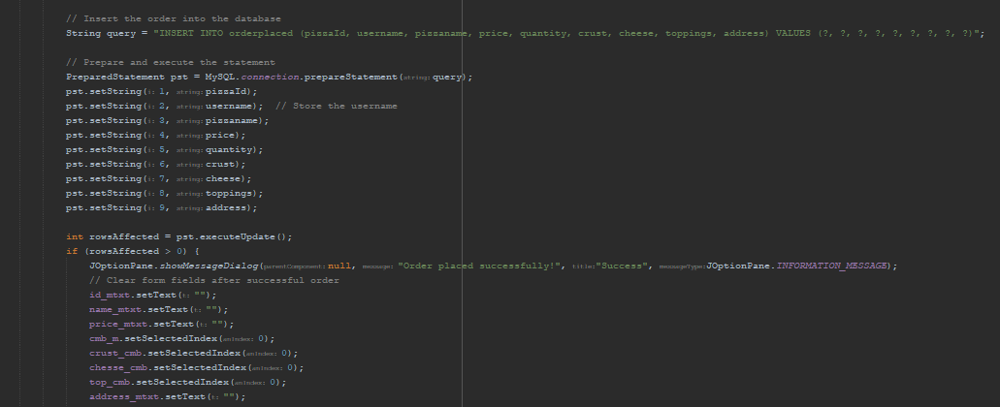 // Insert the order into the database
String query = "INSERT INTO orderplaced (pizzaId, username, pizzaname, price, quantity, crust, cheese, toppings, address) VALUES (?, ?, ?, ?, ?, ?, ?, ?, ?)";
// Prepare and execute the statement
PreparedStatement pst = MySQL.connection.prepareStatement(string: query);
pst.setString(i: 1, string: pizzaId);
pst.setString(i: 2, string: username);  // Store the username
pst.setString(i: 3, string: pizzaname);
pst.setString(i: 4, string: price);
pst.setString(i: 5, string: quantity);
pst.setString(i: 6, string: crust);
pst.setString(i: 7, string: cheese);
pst.setString(i: 8, string: toppings);
pst.setString(i: 9, string: address);
int rowsAffected = pst.executeUpdate();
if (rowsAffected > 0) {
JOptionPane.showMessageDialog(parentComponent: null, message: "Order placed successfully!", title: "Success", messageType: JOptionPane.INFORMATION_MESSAGE);
// Clear form fields after successful order
id_mtxt.setText(t: "");
name_mtxt.setText(t: "");
price_mtxt.setText(t: "");
cmb_m.setSelectedIndex(anIndex: 0);
crust_cmb.setSelectedIndex(anIndex: 0);
chesse_cmb.setSelectedIndex(anIndex: 0);
top_cmb.setSelectedIndex(anIndex: 0);
address_mtxt.setText(t: "");